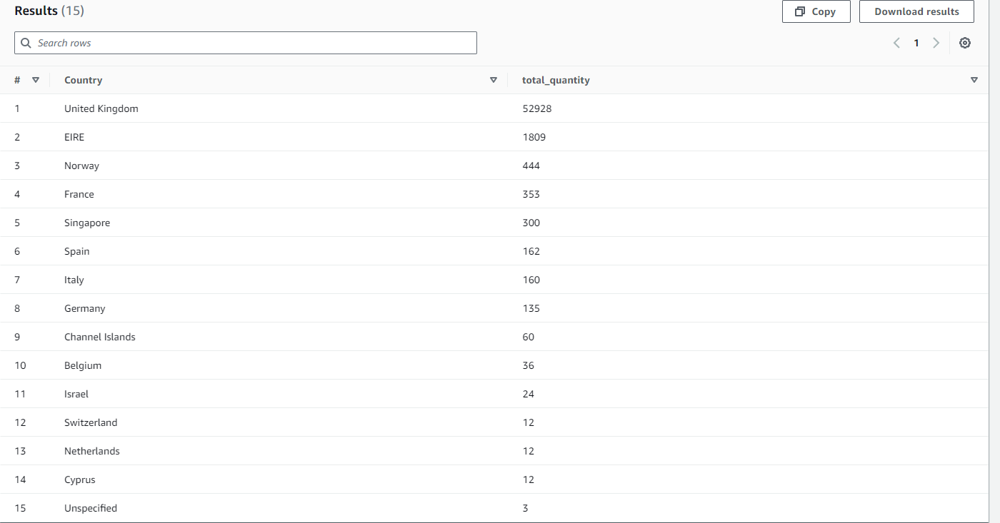 Results (15)
Copy
Download results
Search rows
1
# Country total_quantity
1 United Kingdom 52928
2 EIRE 1809
3 Norway 444
4 France 353
5 Singapore 300
6 Spain 162
7 Italy 160
8 Germany 135
9 Channel Islands 60
10 Belgium 36
11 Israel 24
12 Switzerland 12
13 Netherlands 12
14 Cyprus 12
15 Unspecified 3